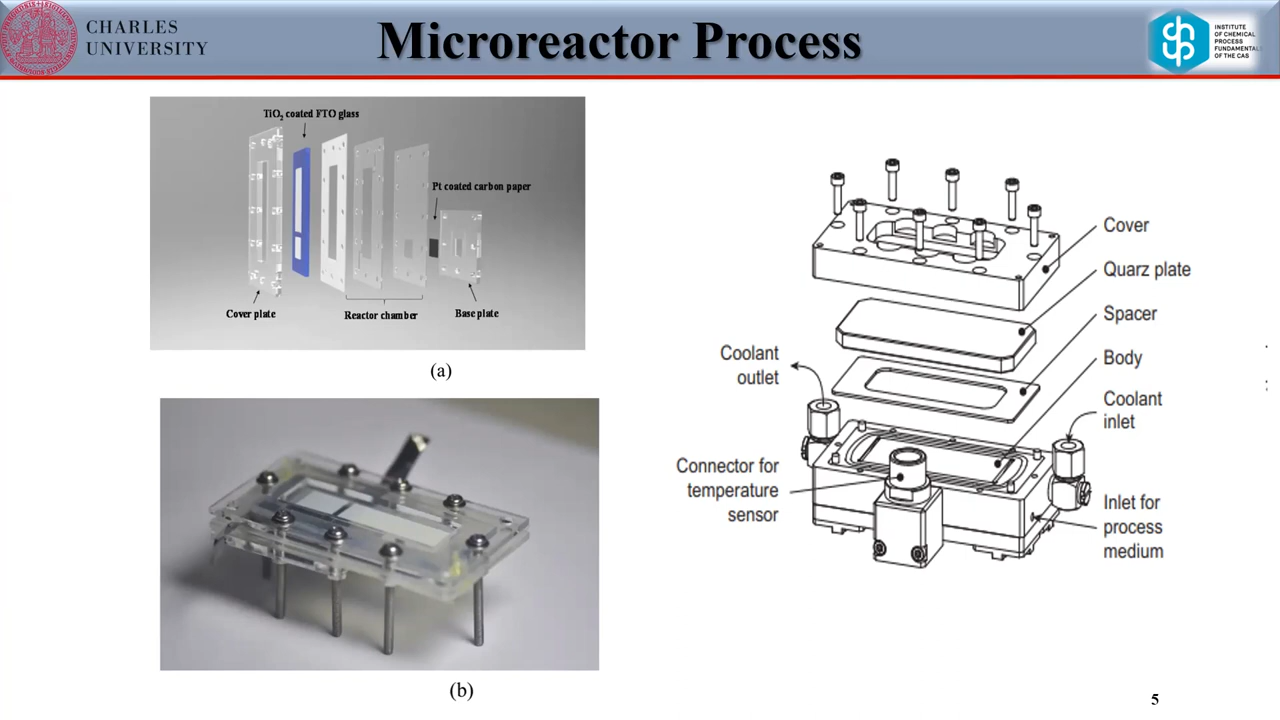 CHARLES
UNIVERSITY
Microreactor Process
INSTITUTE
OF CHEMICAL
PROCESS
FUNDAMENTALS
OF THE CAS
TiO₂ coated FTO glass
Pt coated carbon paper
Cover plate
Reactor chamber
Base plate
(a)
(b)
Cover
Quarz plate
Spacer
Body
Coolant
outlet
Coolant
inlet
Connector for
temperature
sensor
Inlet for
process
medium
5